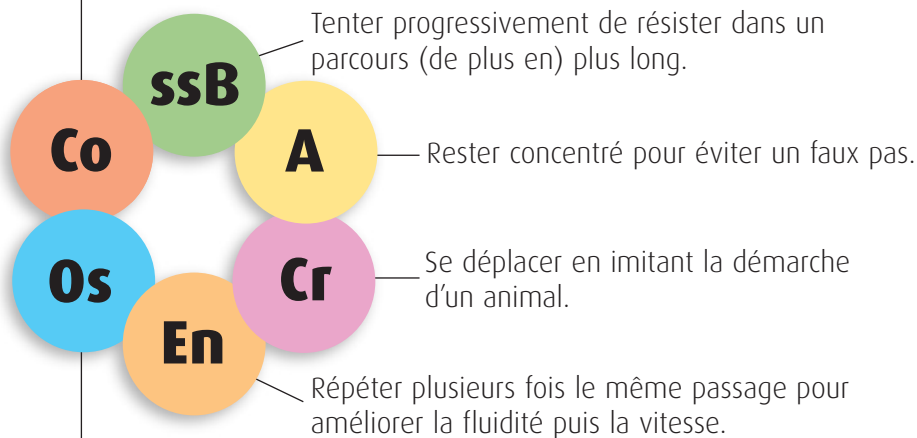 Tenter progressivement de résister dans un
parcours (de plus en) plus long.
ssB
Co
A
Rester concentré pour éviter un faux pas.
Os
Cr
Se déplacer en imitant la démarche
d’un animal.
En
Répéter plusieurs fois le même passage pour
améliorer la fluidité puis la vitesse.